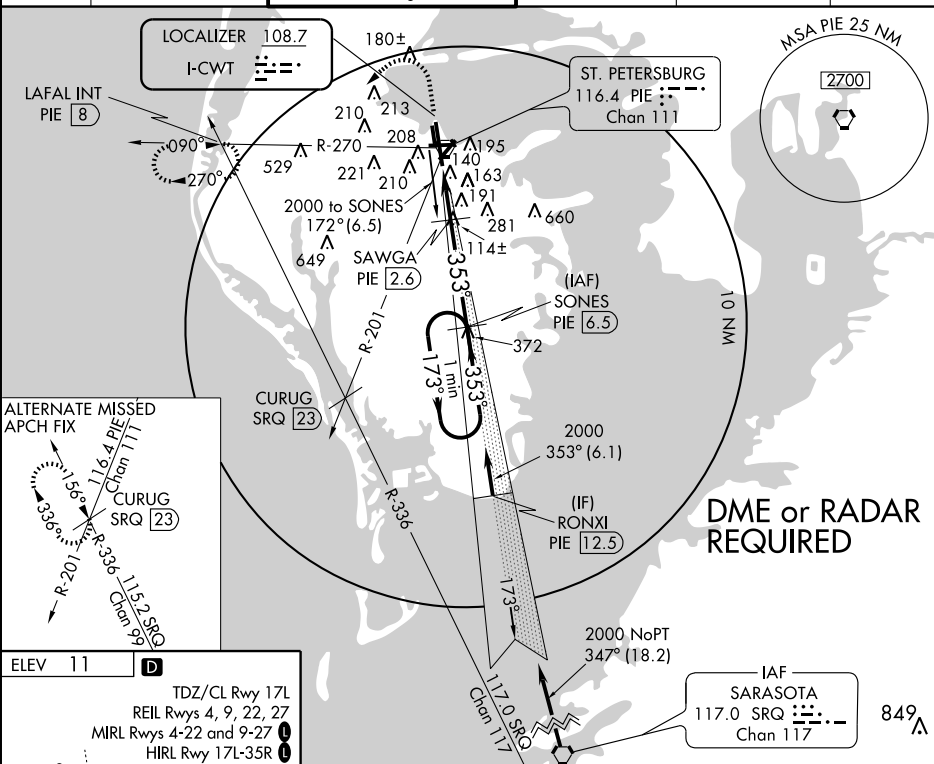 LOCALIZER 108.7
I-CWT
180±
MSA PIE 25 NM
2700
LAFAL INT
PIE 8
ST. PETERSBURG
116.4 PIE
Chan 111
213
210
208
090°
R-270
195
270°
529
221
210
140
163
191
2000 to SONES
172° (6.5)
281
660
649
SAWGA
PIE 2.6
114±
353°
(IAF)
SONES
PIE 6.5
10 NM
R-201
372
1 min
173°
353°
CURUG
SRQ 23
2000
353° (6.1)
(IF)
RONXI
PIE 12.5
DME or RADAR
REQUIRED
R-336
173°
2000 NoPT
347° (18.2)
117.0 SRQ
Chan 117
IAF
SARASOTA
117.0 SRQ
Chan 117
849
ALTERNATE MISSED
APCH FIX
116.4 PIE
Chan 111
156°
336°
CURUG
SRQ 23
R-201
R-336
115.2 SRQ
Chan 99
ELEV 11
D
TDZ/CL Rwy 17L
REIL Rwys 4, 9, 22, 27
MIRL Rwys 4-22 and 9-27 L
HIRL Rwy 17L-35R L